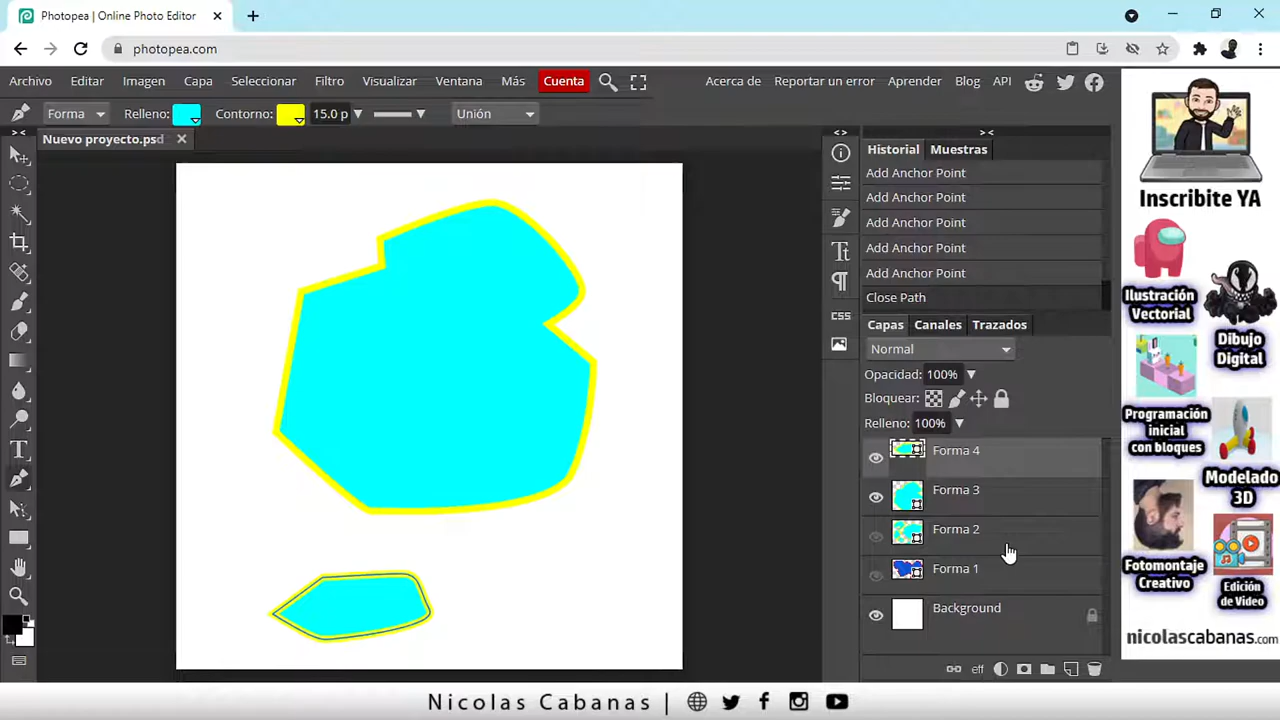 Photopea | Online Photo Editor
photopea.com
Archivo Editar Imagen Capa Seleccionar Filtro Visualizar Ventana Más Cuenta
Acerca de Reportar un error Aprender Blog API
Forma Relleno: Contorno: 15.0 p Unión
Nuevo proyecto.psd
Historial Muestras
Add Anchor Point
Add Anchor Point
Add Anchor Point
Add Anchor Point
Add Anchor Point
Close Path
CSS
Capas Canales Trazados
Normal
Opacidad: 100%
Bloquear:
Relleno: 100%
Forma 4
Forma 3
Forma 2
Forma 1
Background
eff
Inscribite YA
Ilustración
Vectorial
Dibujo
Digital
Programación
inicial
con bloques
Modelado
3D
Fotomontaje
Creativo
Edición
de Video
nicolascabanas.com
Nicolas Cabanas |